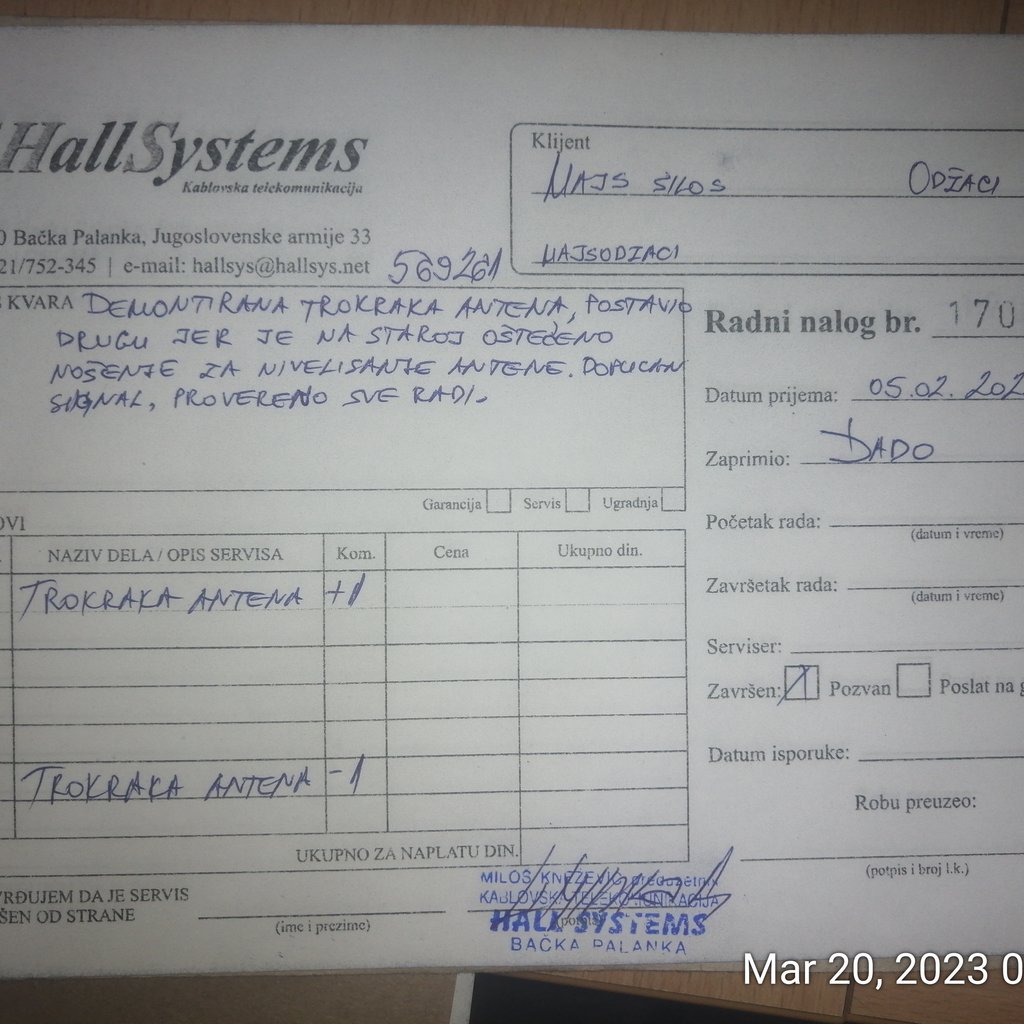 HallSystems
Kablovska telekomunikacija
0 Bačka Palanka, Jugoslovenske armije 33
21/752-345 | e-mail: hallsys@hallsys.net
569261
Klijent
MAJS SILOS ODŽACI
MAJSODZACI
KVARA DEMONTIRANA TROKRAKA ANTENA, POSTAVIO
DRUGU JER JE NA STAROJ OŠTEĆENO
NOŠENJE ZA NIVELISANJE ANTENE. DOPUCAN
SIGNAL, PROVERENO SVE RADI.
Garancija Servis Ugradnja
OVI
NAZIV DELA / OPIS SERVISA Kom. Cena Ukupno din.
TROKRAKA ANTENA +1
TROKRAKA ANTENA -1
UKUPNO ZA NAPLATU DIN.
VRĐUJEM DA JE SERVIS
ŠEN OD STRANE
(ime i prezime)
MILOŠ KNEŽEVIĆ preduzetnik
KABLOVSKA TELEKOMUNIKACIJA
HALL SYSTEMS
BAČKA PALANKA
Radni nalog br. 170
Datum prijema: 05.02.202
Zaprimio: DADO
Početak rada:
(datum i vreme)
Završetak rada:
(datum i vreme)
Serviser:
Završen: Pozvan Poslat na g
Datum isporuke:
Robu preuzeo:
(potpis i broj l.k.)
Mar 20, 2023 0